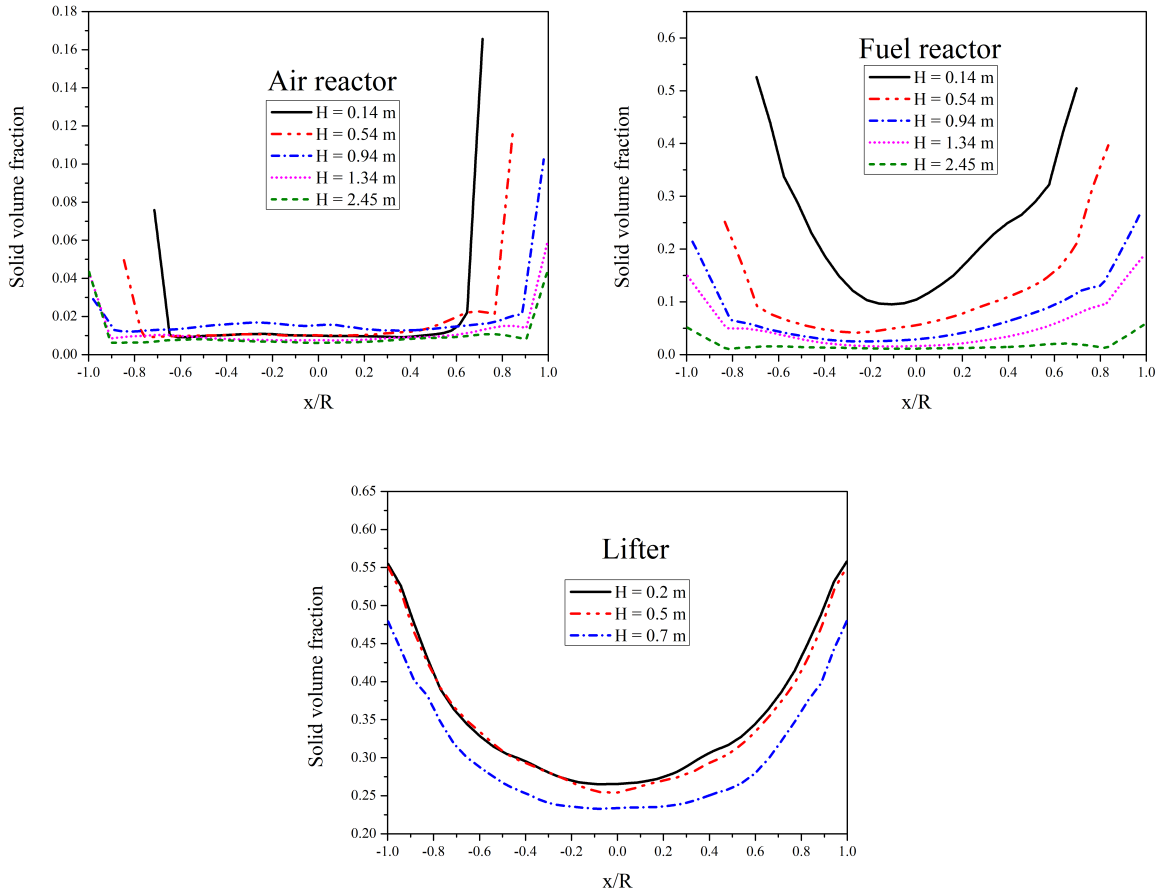 Air reactor
H = 0.14 m
H = 0.54 m
H = 0.94 m
H = 1.34 m
H = 2.45 m
0.18
0.16
0.14
0.12
0.10
0.08
0.06
0.04
0.02
0.00
Solid volume fraction
-1.0 -0.8 -0.6 -0.4 -0.2 0.0 0.2 0.4 0.6 0.8 1.0
x/R
Fuel reactor
H = 0.14 m
H = 0.54 m
H = 0.94 m
H = 1.34 m
H = 2.45 m
0.6
0.5
0.4
0.3
0.2
0.1
0.0
Solid volume fraction
-1.0 -0.8 -0.6 -0.4 -0.2 0.0 0.2 0.4 0.6 0.8 1.0
x/R
Lifter
H = 0.2 m
H = 0.5 m
H = 0.7 m
0.65
0.60
0.55
0.50
0.45
0.40
0.35
0.30
0.25
0.20
Solid volume fraction
-1.0 -0.8 -0.6 -0.4 -0.2 0.0 0.2 0.4 0.6 0.8 1.0
x/R